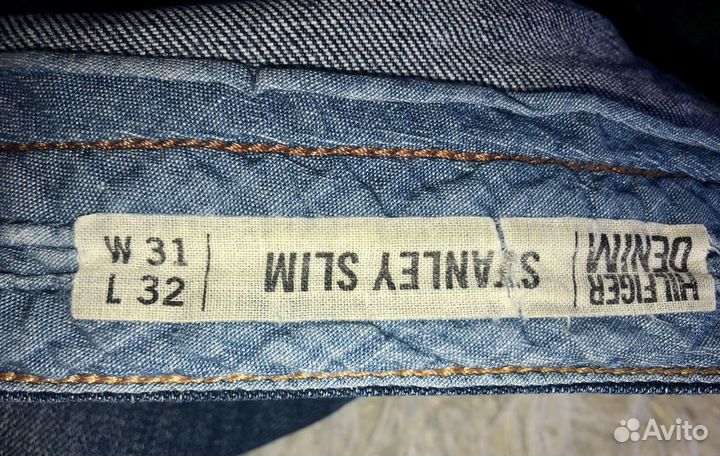 W 31
L 32
STANLEY SLIM
HILFIGER
DENIM
Avito